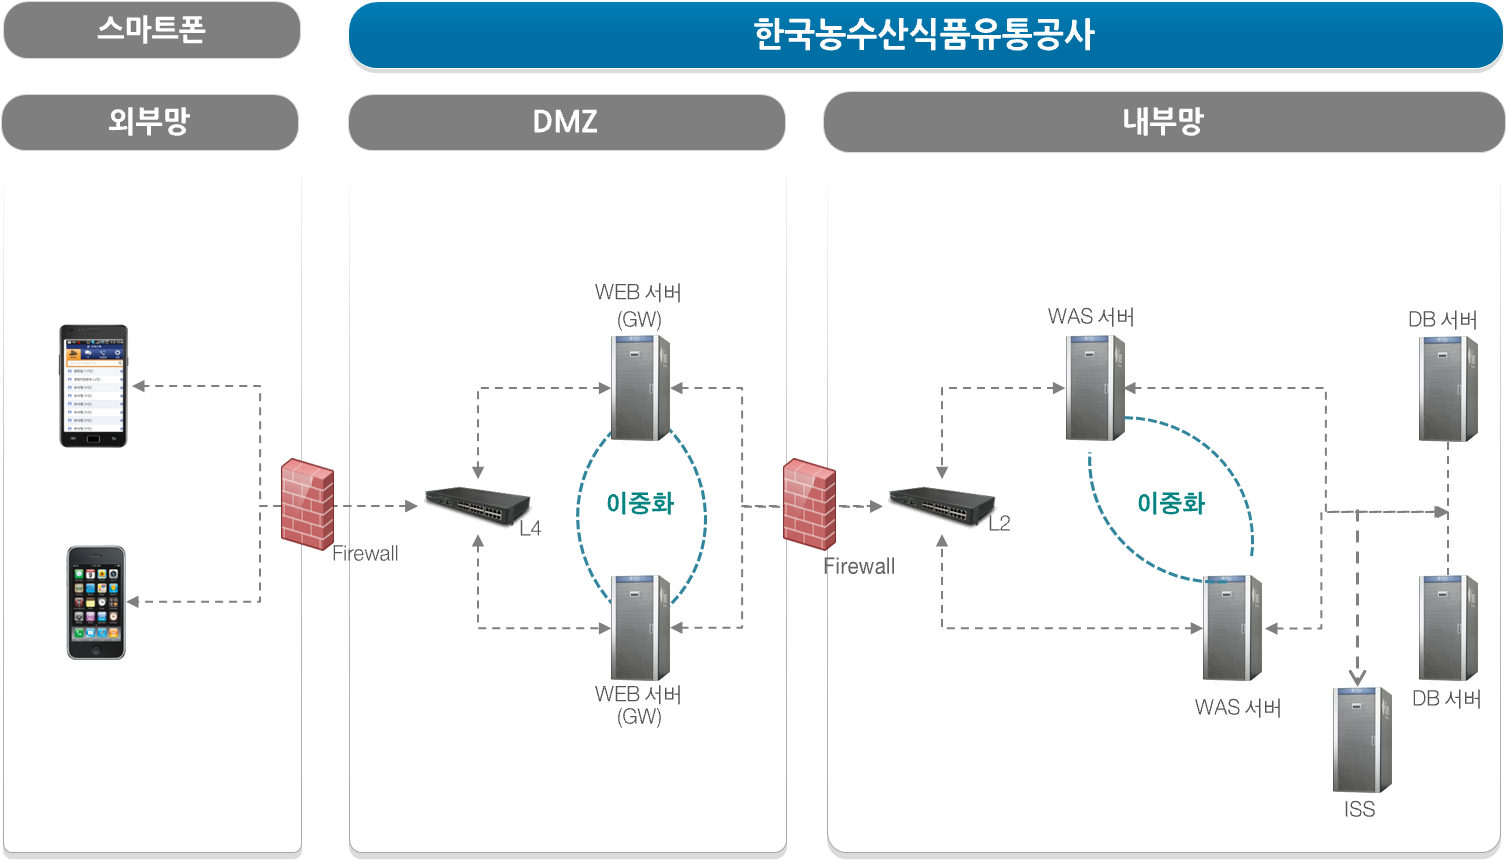 스마트폰
한국농수산식품유통공사
외부망
DMZ
내부망
WEB 서버
(GW)
WAS 서버
DB 서버
이중화
이중화
L4
L2
Firewall
Firewall
WEB 서버
(GW)
WAS 서버
DB 서버
ISS